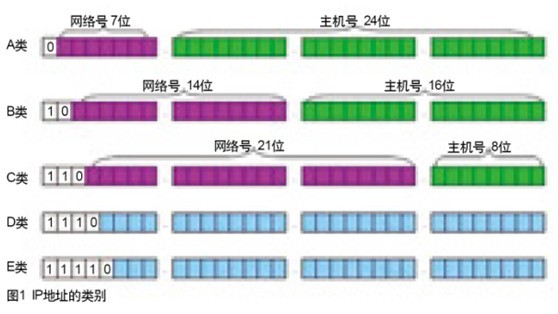 网络号 7位 主机号 24位
A类 0
网络号 14位 主机号 16位
B类 1 0
网络号 21位 主机号 8位
C类 1 1 0
D类 1 1 1 0
E类 1 1 1 1 0
图1 IP地址的类别